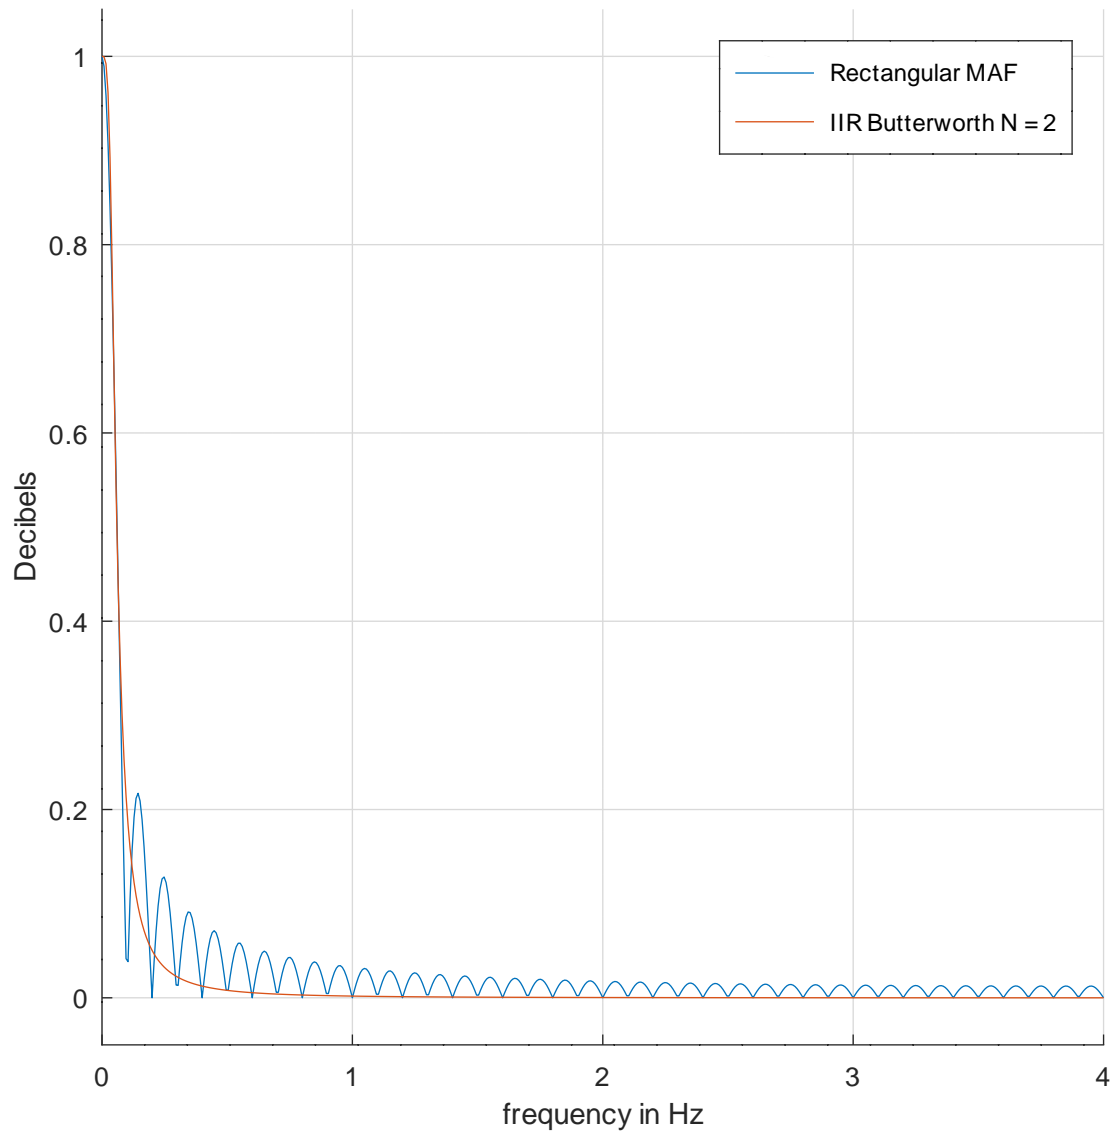 Rectangular MAF
IIR Butterworth N = 2
1
0.8
0.6
0.4
0.2
0
Decibels
0 1 2 3 4
frequency in Hz